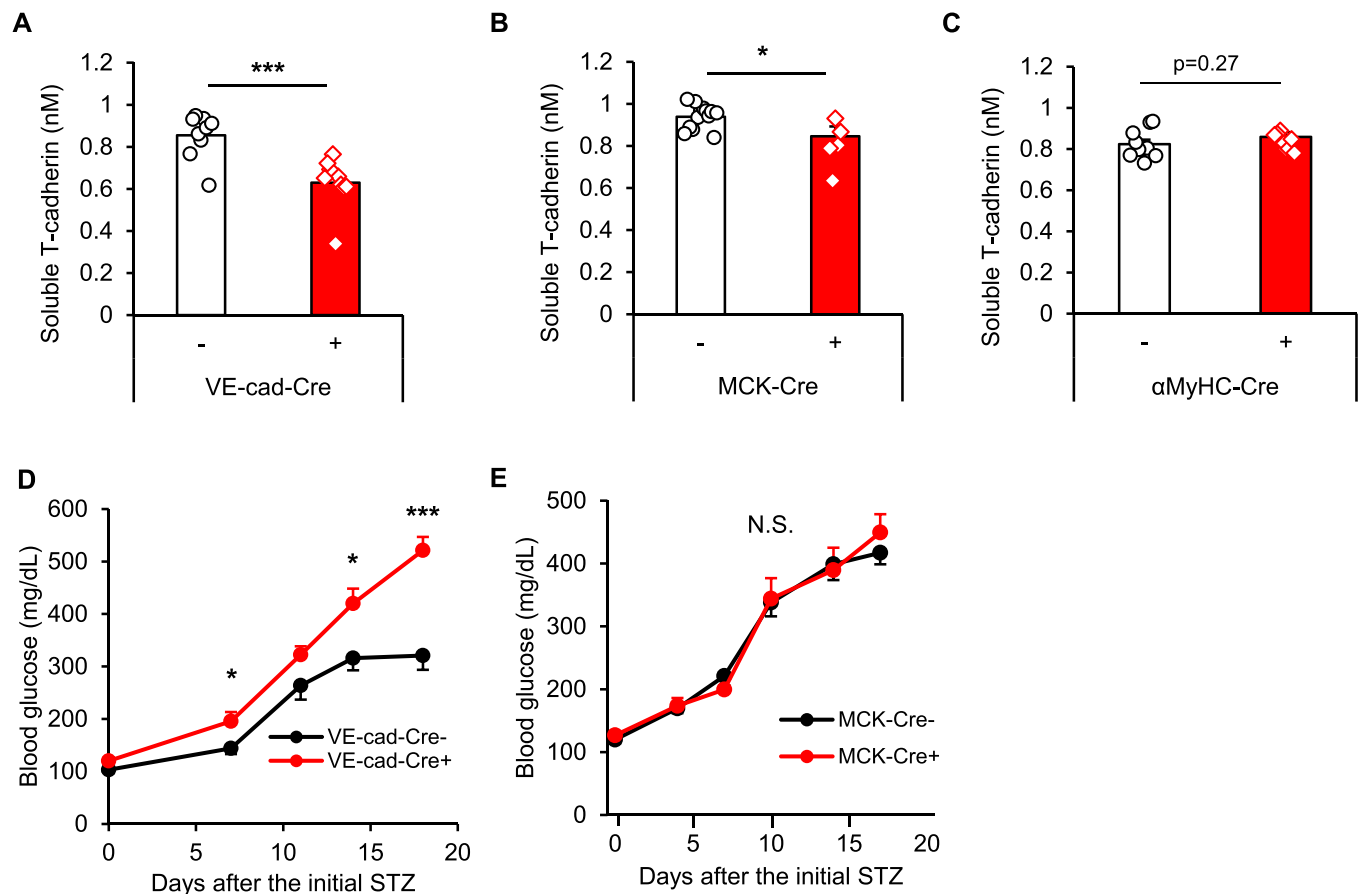 A
1.2
1
0.8
0.6
0.4
0.2
0
Soluble T-cadherin (nM)
***
- +
VE-cad-Cre
B
1.2
1
0.8
0.6
0.4
0.2
0
Soluble T-cadherin (nM)
*
- +
MCK-Cre
C
1.2
1
0.8
0.6
0.4
0.2
0
Soluble T-cadherin (nM)
p=0.27
- +
αMyHC-Cre
D
600
500
400
300
200
100
0
Blood glucose (mg/dL)
*
*
***
VE-cad-Cre-
VE-cad-Cre+
0 5 10 15 20
Days after the initial STZ
E
500
400
300
200
100
0
Blood glucose (mg/dL)
N.S.
MCK-Cre-
MCK-Cre+
0 5 10 15 20
Days after the initial STZ